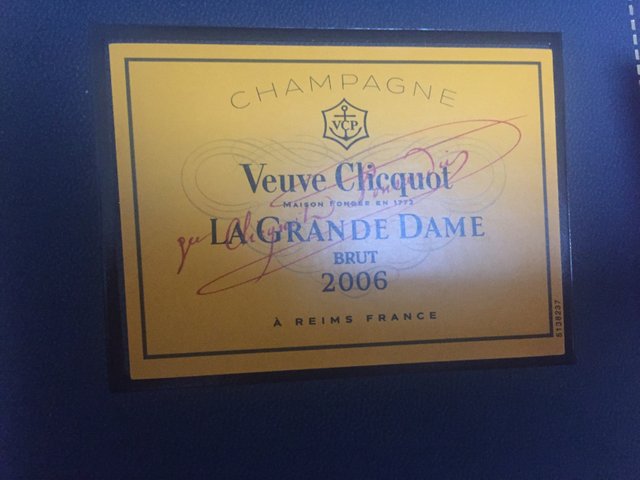 CHAMPAGNE
VCP
Veuve Clicquot
MAISON FONDÉE EN 1772
LA GRANDE DAME
BRUT
2006
À REIMS FRANCE
5138237